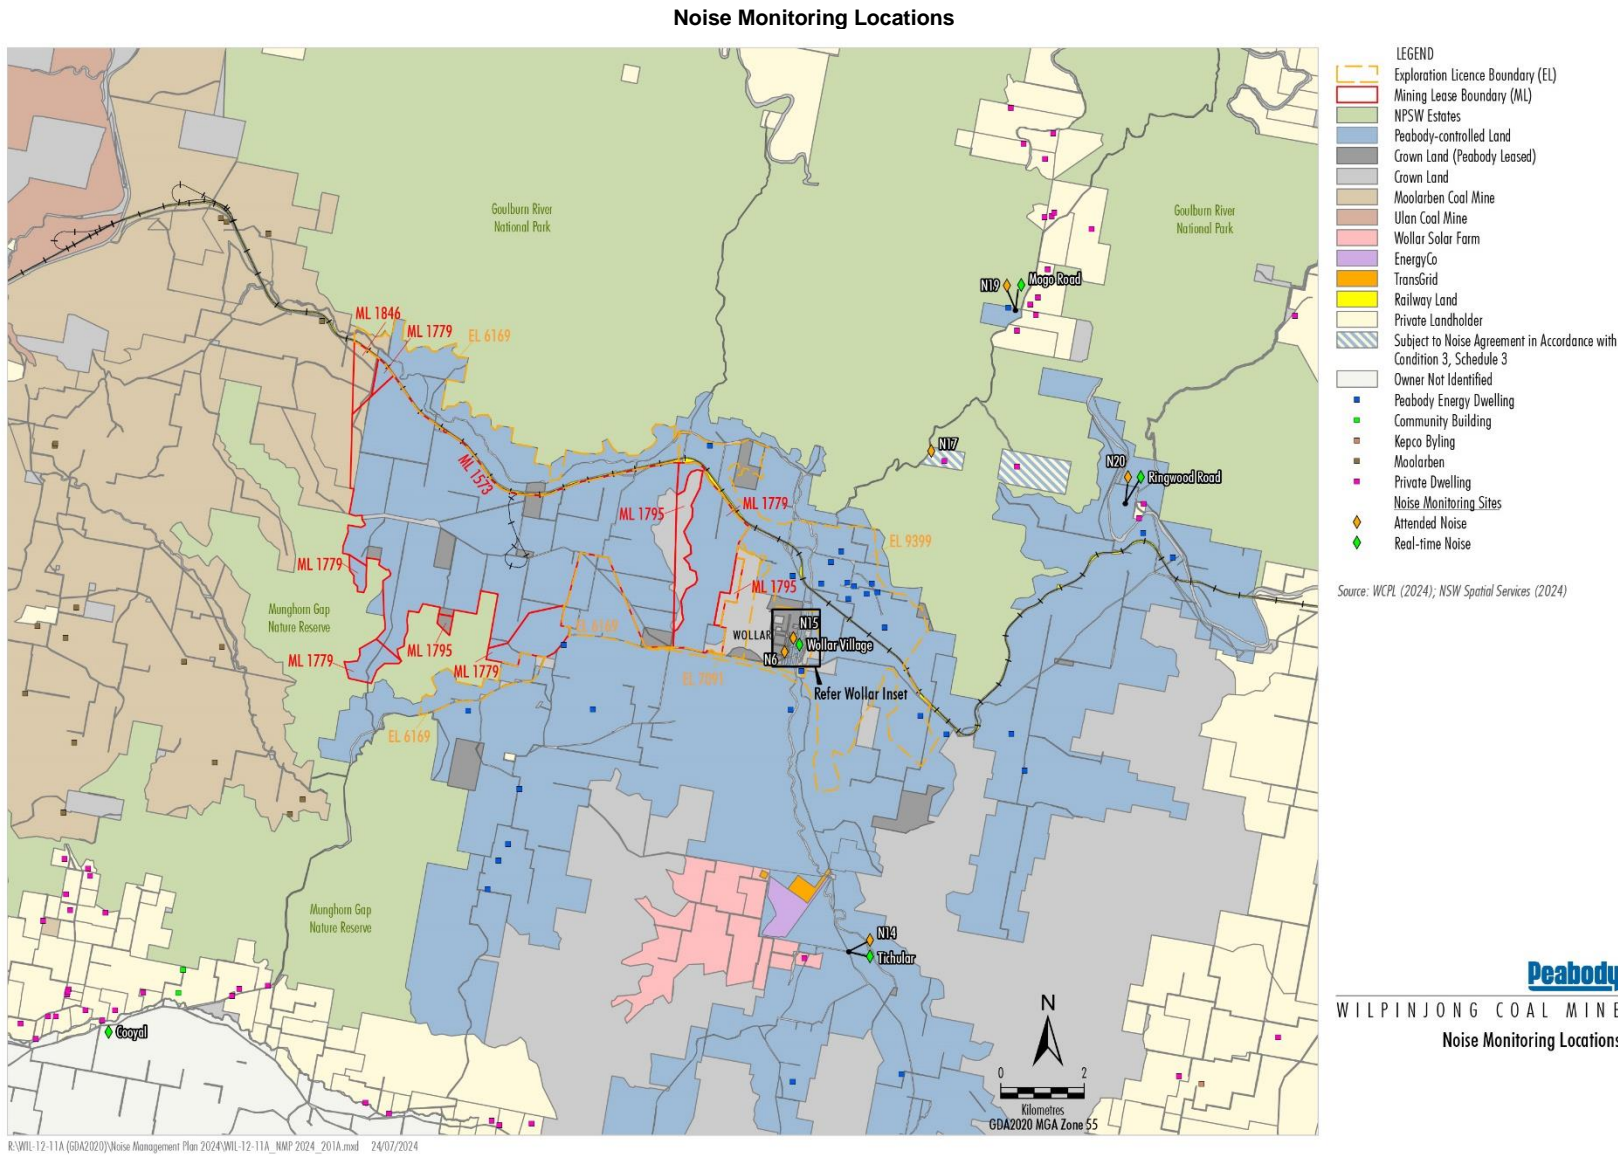 Noise Monitoring Locations
LEGEND
Exploration Licence Boundary (EL)
Mining Lease Boundary (ML)
NPSW Estates
Peabody-controlled Land
Crown Land (Peabody Leased)
Crown Land
Moolarben Coal Mine
Ulan Coal Mine
Wollar Solar Farm
EnergyCo
TransGrid
Railway Land
Private Landholder
Subject to Noise Agreement in Accordance with
Condition 3, Schedule 3
Owner Not Identified
Peabody Energy Dwelling
Community Building
Kepco Byling
Moolarben
Private Dwelling
Noise Monitoring Sites
Attended Noise
Real-time Noise
Source: WCPL (2024); NSW Spatial Services (2024)
Goulburn River
National Park
Goulburn River
National Park
N19
Mogo Road
ML 1846
ML 1779
EL 6169
N17
N20
Ringwood Road
ML 1573
ML 1795
ML 1779
EL 9399
ML 1779
ML 1795
Munghorn Gap
Nature Reserve
EL 6169
WOLLAR
N15
Wollar Village
N6
ML 1795
ML 1779
ML 1779
Refer Wollar Inset
EL 6169
Munghorn Gap
Nature Reserve
N14
Tichular
Cooyal
N
0 2
Kilometres
GDA2020 MGA Zone 55
Peabody
WILPINJONG COAL MINE
Noise Monitoring Locations
R:\WIL-12-11A (GDA2020)\Noise Management Plan 2024\WIL-12-11A_NMP 2024_201A.mxd 24/07/2024